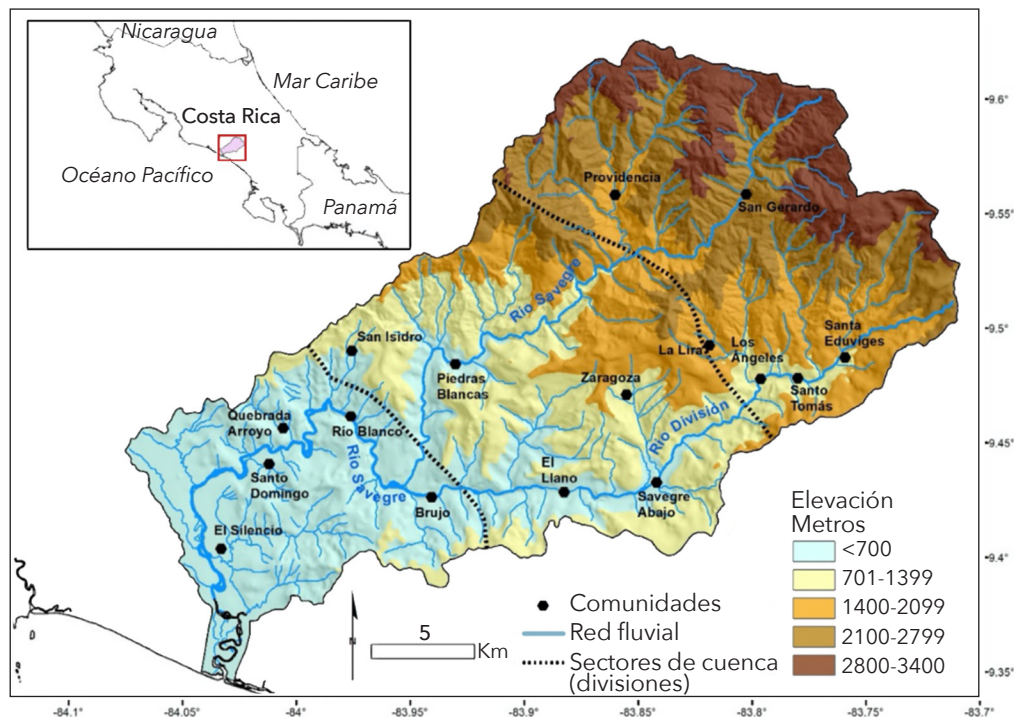 Nicaragua
Mar Caribe
Costa Rica
Océano Pacífico
Panamá
-9.6°
-9.55°
-9.5°
-9.45°
-9.4°
-9.35°
Providencia
San Gerardo
Río Savegre
Santa
Eduviges
San Isidro
La Lira
Los
Ángeles
Piedras
Blancas
Zaragoza
Santo
Tomás
Quebrada
Arroyo
Río Blanco
Río División
Río Savegre
El
Llano
Santo
Domingo
Brujo
Savegre
Abajo
El Silencio
Elevación
Metros
<700
701-1399
1400-2099
2100-2799
2800-3400
N
5
Km
Comunidades
Red fluvial
Sectores de cuenca
(divisiones)
-84.1°
-84.05°
-84°
-83.95°
-83.9°
-83.85°
-83.8°
-83.75°
-83.7°